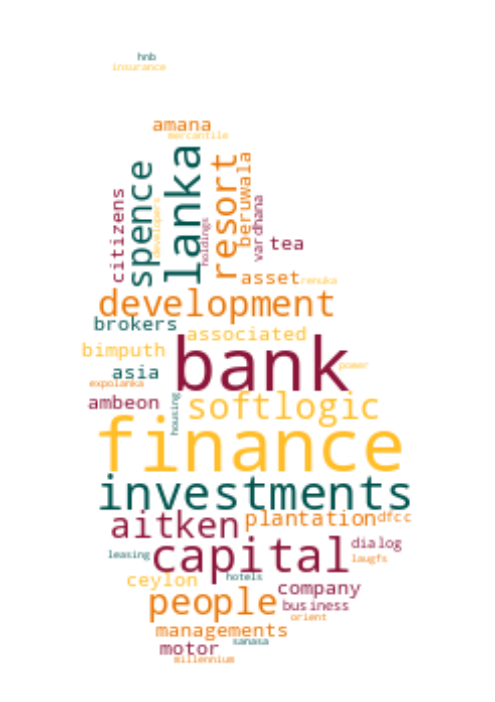 hnb
insurance
amana
mercantile
spence
lanka
resort
beruwala
citizens
developers
holdings
vardhana
tea
asset
renuka
development
brokers
associated
bimputh
bank
asia
power
expolanka
ambeon
housing
softlogic
finance
investments
aitken
plantation
dfcc
dialog
leasing
capital
laugfs
ceylon
hotels
company
people
business
orient
managements
sanasa
motor
millennium